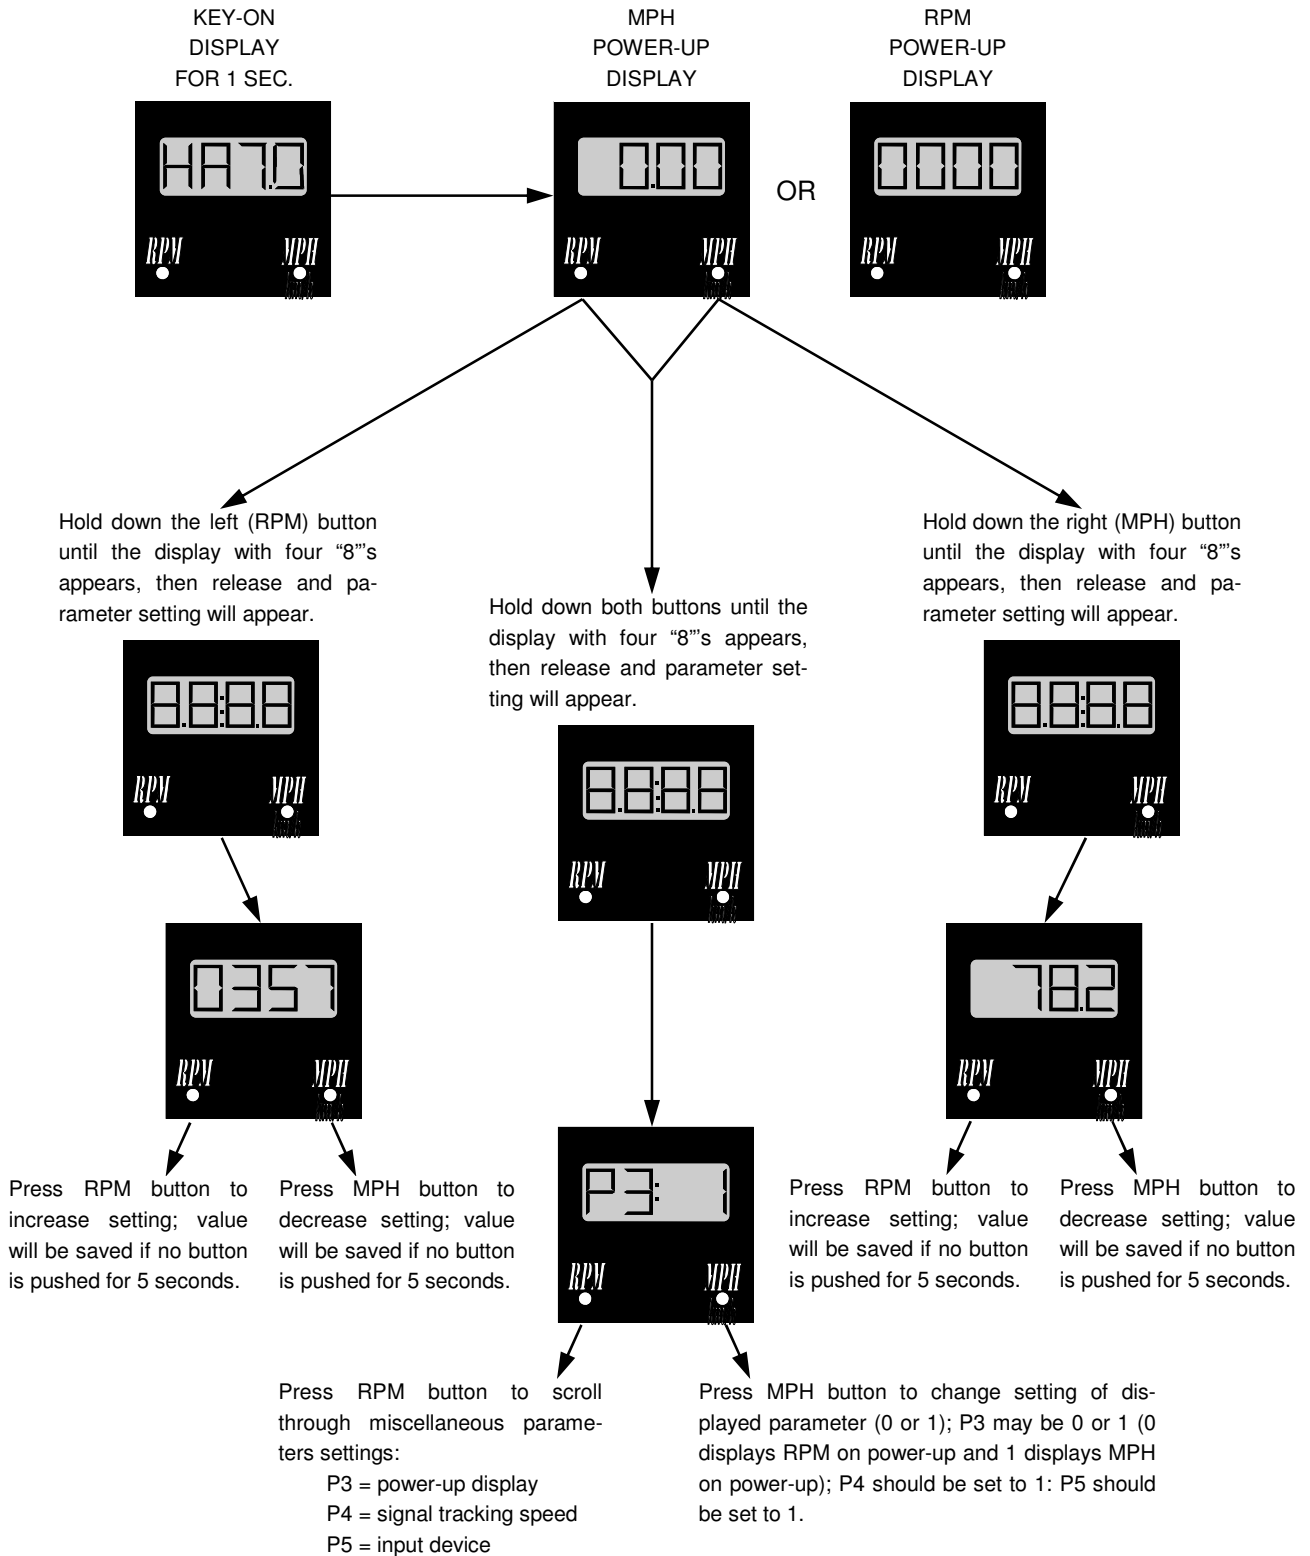 KEY-ON
DISPLAY
FOR 1 SEC.
MPH
POWER-UP
DISPLAY
RPM
POWER-UP
DISPLAY
HA7.0
RPM
MPH
0.00
RPM
MPH
OR
0000
RPM
MPH
Hold down the left (RPM) button
until the display with four “8”’s
appears, then release and pa-
rameter setting will appear.
Hold down both buttons until the
display with four “8”’s appears,
then release and parameter set-
ting will appear.
Hold down the right (MPH) button
until the display with four “8”’s
appears, then release and pa-
rameter setting will appear.
8.8:8.8
RPM
MPH
8.8:8.8
RPM
MPH
8.8:8.8
RPM
MPH
0357
RPM
MPH
78.2
RPM
MPH
P3: 1
RPM
MPH
Press RPM button to
increase setting; value
will be saved if no button
is pushed for 5 seconds.
Press MPH button to
decrease setting; value
will be saved if no button
is pushed for 5 seconds.
Press RPM button to
increase setting; value
will be saved if no button
is pushed for 5 seconds.
Press MPH button to
decrease setting; value
will be saved if no button
is pushed for 5 seconds.
Press RPM button to scroll
through miscellaneous parame-
ters settings:
P3 = power-up display
P4 = signal tracking speed
P5 = input device
Press MPH button to change setting of dis-
played parameter (0 or 1); P3 may be 0 or 1 (0
displays RPM on power-up and 1 displays MPH
on power-up); P4 should be set to 1: P5 should
be set to 1.